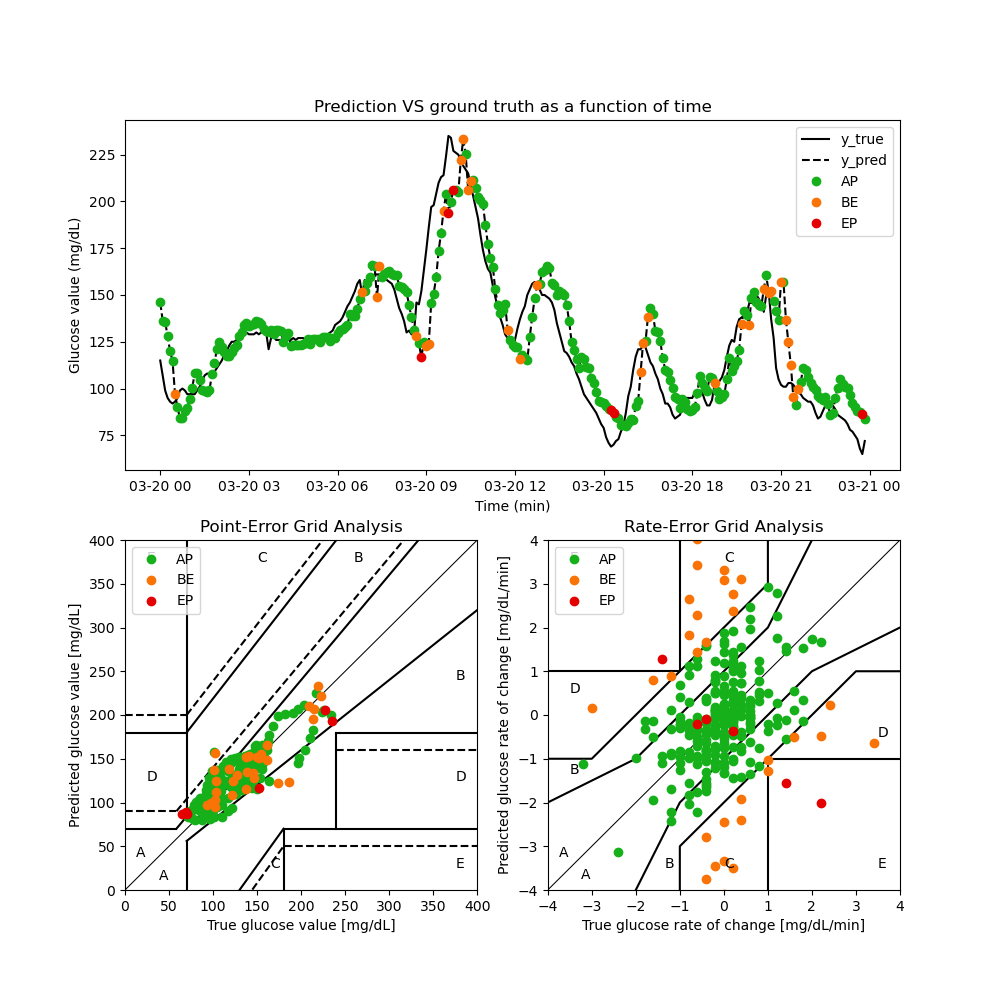 Prediction VS ground truth as a function of time
Glucose value (mg/dL)
225
200
175
150
125
100
75
y_true
y_pred
AP
BE
EP
03-20 00 03-20 03 03-20 06 03-20 09 03-20 12 03-20 15 03-20 18 03-20 21 03-21 00
Time (min)
Point-Error Grid Analysis
Predicted glucose value [mg/dL]
400
350
300
250
200
150
100
50
0
AP
BE
EP
C
B
B
D
D
A
A
C
E
0 50 100 150 200 250 300 350 400
True glucose value [mg/dL]
Rate-Error Grid Analysis
Predicted glucose rate of change [mg/dL/min]
4
3
2
1
0
−1
−2
−3
−4
AP
BE
EP
C
D
D
B
A
A
B
C
E
−4 −3 −2 −1 0 1 2 3 4
True glucose rate of change [mg/dL/min]